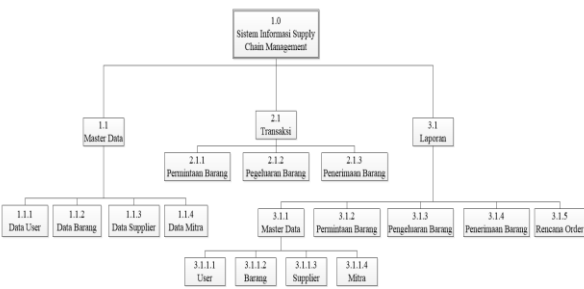 1.0
Sistem Informasi Supply
Chain Management
1.1
Master Data
2.1
Transaksi
3.1
Laporan
2.1.1
Permintaan Barang
2.1.2
Pegeluaran Barang
2.1.3
Penerimaan Barang
1.1.1
Data User
1.1.2
Data Barang
1.1.3
Data Supplier
1.1.4
Data Mitra
3.1.1
Master Data
3.1.2
Permintaan Barang
3.1.3
Pengeluaran Barang
3.1.4
Penerimaan Barang
3.1.5
Rencana Order
3.1.1.1
User
3.1.1.2
Barang
3.1.1.3
Supplier
3.1.1.4
Mitra